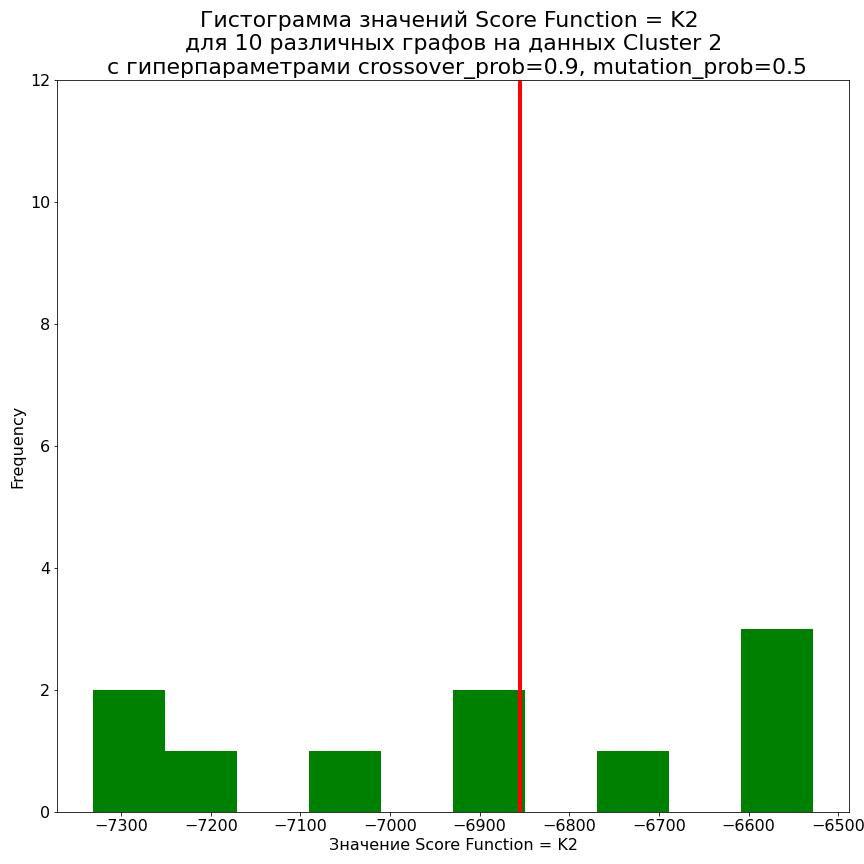 Гистограмма значений Score Function = K2
для 10 различных графов на данных Cluster 2
с гиперпараметрами crossover_prob=0.9, mutation_prob=0.5
12
10
8
6
4
2
0
Frequency
−7300 −7200 −7100 −7000 −6900 −6800 −6700 −6600 −6500
Значение Score Function = K2